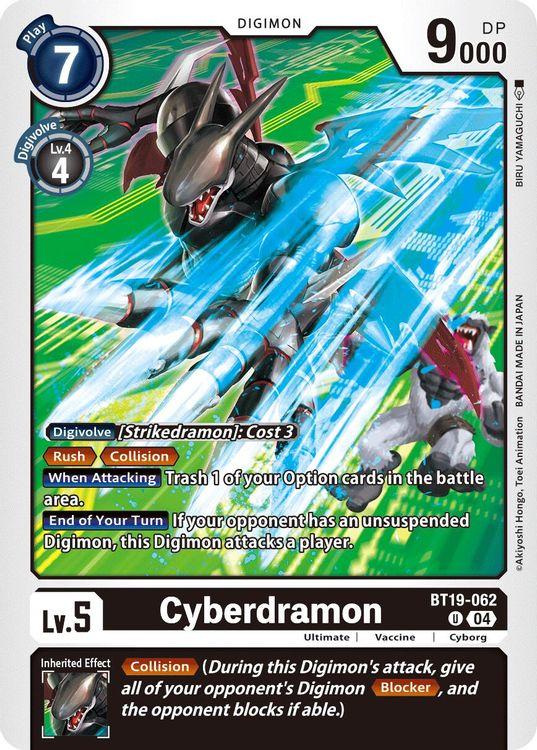 DIGIMON
Play
7
DP
9000
Digivolve
Lv.4
4
BIRU YAMAGUCHI
BANDAI MADE IN JAPAN
©Akiyoshi Hongo, Toei Animation
Digivolve [Strikedramon]: Cost 3
Rush Collision
When Attacking Trash 1 of your Option cards in the battle
area.
End of Your Turn If your opponent has an unsuspended
Digimon, this Digimon attacks a player.
Lv.5
Cyberdramon
BT19-062
U 04
Ultimate | Vaccine | Cyborg
Inherited Effect
Collision (During this Digimon's attack, give
all of your opponent's Digimon Blocker, and
the opponent blocks if able.)